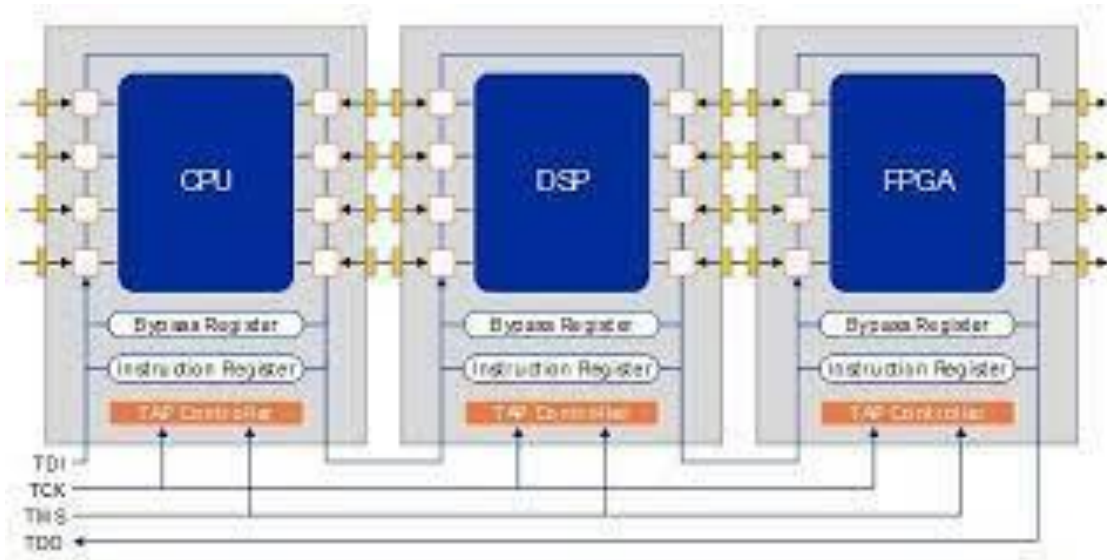 CPU
DSP
FPGA
Bypass Register
Bypass Register
Bypass Register
Instruction Register
Instruction Register
Instruction Register
TAP Controller
TAP Controller
TAP Controller
TDI
TCK
TMS
TDO